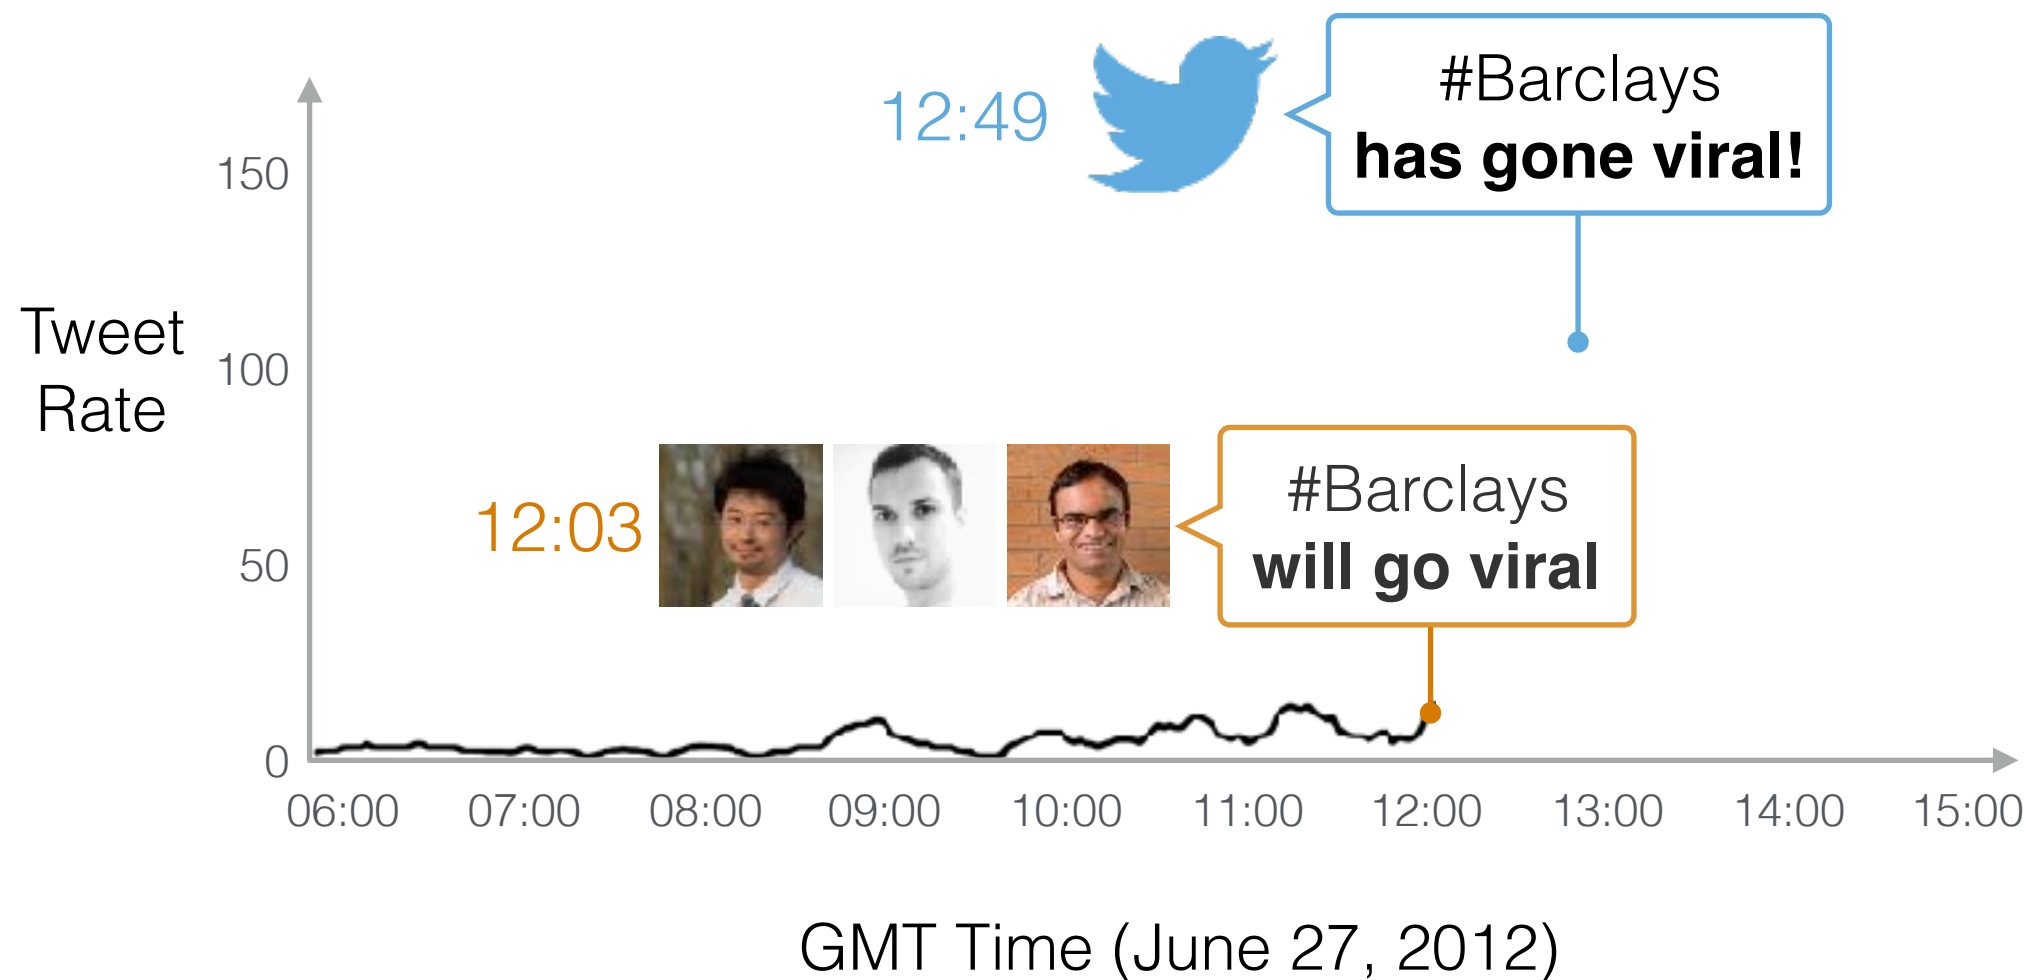 12:49
#Barclays
has gone viral!
150
Tweet
Rate
100
12:03
#Barclays
will go viral
50
0
06:00 07:00 08:00 09:00 10:00 11:00 12:00 13:00 14:00 15:00
GMT Time (June 27, 2012)